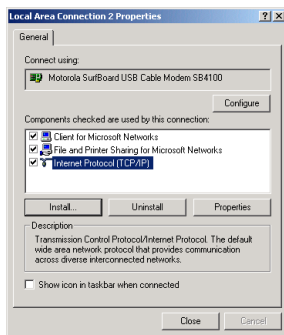 Local Area Connection 2 Properties
General
Connect using:
Motorola SurfBoard USB Cable Modem SB4100
Configure
Components checked are used by this connection:
Client for Microsoft Networks
File and Printer Sharing for Microsoft Networks
Internet Protocol (TCP/IP)
Install... Uninstall Properties
Description
Transmission Control Protocol/Internet Protocol. The default
wide area network protocol that provides communication
across diverse interconnected networks.
Show icon in taskbar when connected
Close Cancel